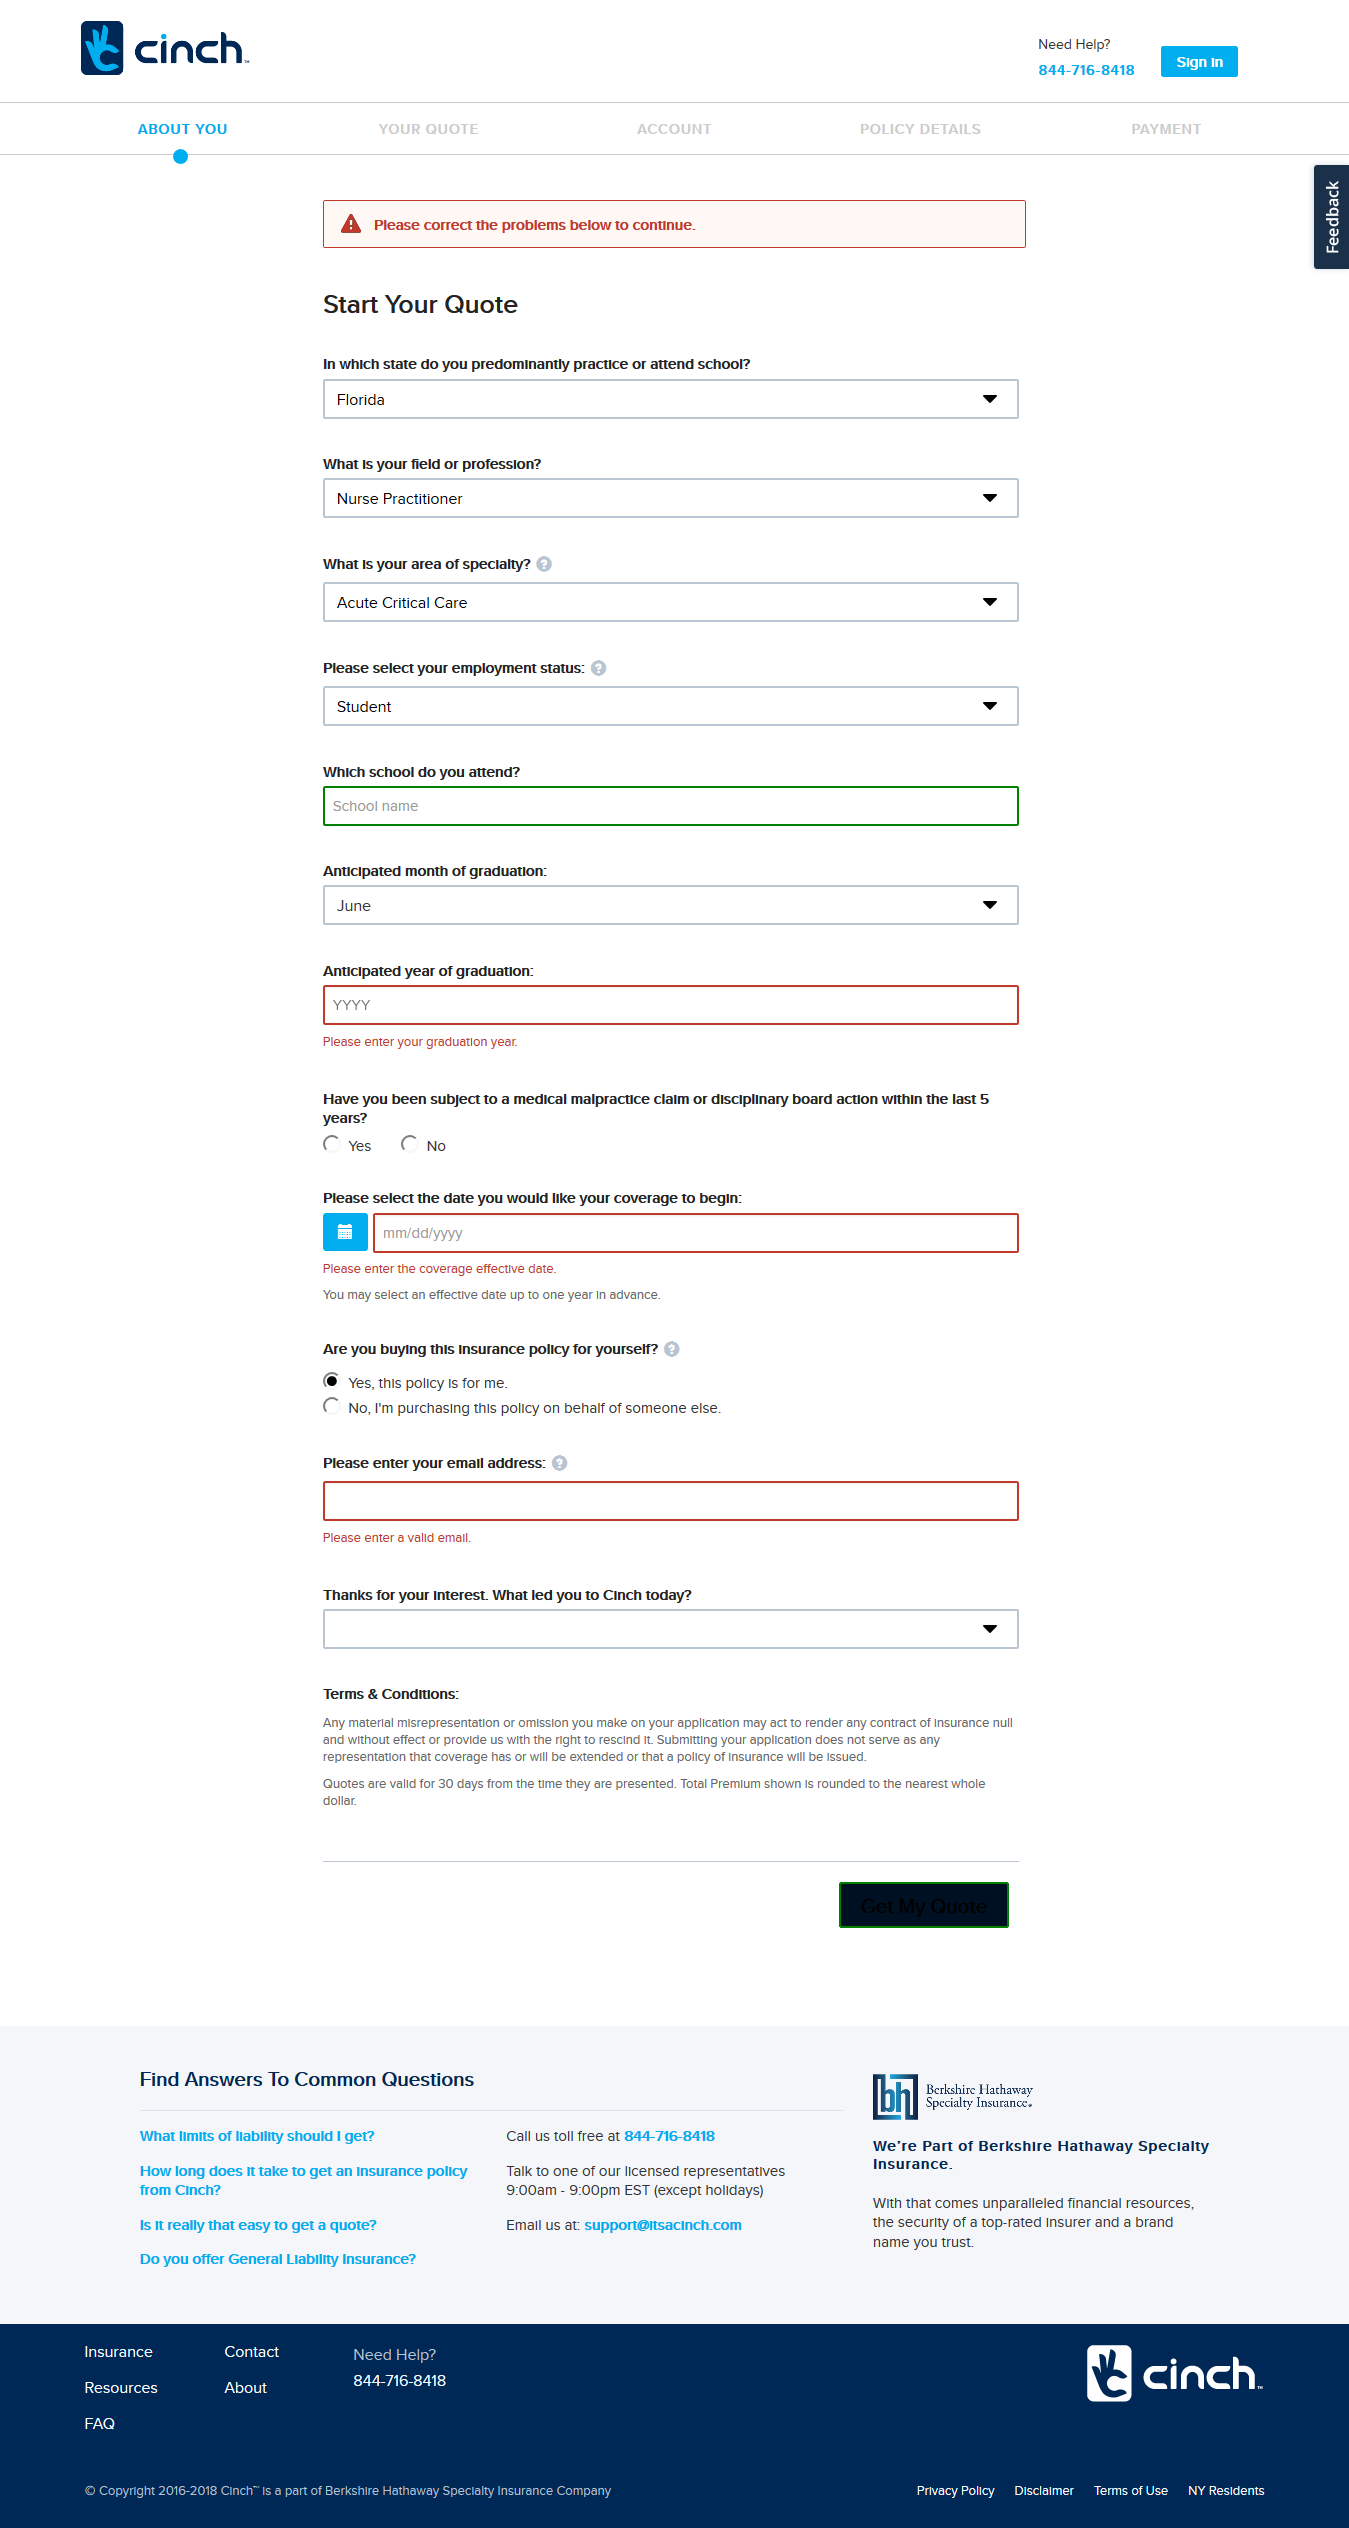 cinch™
Need Help?
844-716-8418
Sign In
ABOUT YOU
YOUR QUOTE
ACCOUNT
POLICY DETAILS
PAYMENT
Feedback
Please correct the problems below to continue.
Start Your Quote
In which state do you predominantly practice or attend school?
Florida
What is your field or profession?
Nurse Practitioner
What is your area of specialty? ?
Acute Critical Care
Please select your employment status: ?
Student
Which school do you attend?
School name
Anticipated month of graduation:
June
Anticipated year of graduation:
YYYY
Please enter your graduation year.
Have you been subject to a medical malpractice claim or disciplinary board action within the last 5
years?
Yes
No
Please select the date you would like your coverage to begin:
mm/dd/yyyy
Please enter the coverage effective date.
You may select an effective date up to one year in advance.
Are you buying this insurance policy for yourself? ?
Yes, this policy is for me.
No, I'm purchasing this policy on behalf of someone else.
Please enter your email address: ?
Please enter a valid email.
Thanks for your interest. What led you to Cinch today?
Terms & Conditions:
Any material misrepresentation or omission you make on your application may act to render any contract of insurance null
and without effect or provide us with the right to rescind it. Submitting your application does not serve as any
representation that coverage has or will be extended or that a policy of insurance will be issued.
Quotes are valid for 30 days from the time they are presented. Total Premium shown is rounded to the nearest whole
dollar.
Get My Quote
Find Answers To Common Questions
What limits of liability should I get?
How long does it take to get an insurance policy
from Cinch?
Is it really that easy to get a quote?
Do you offer General Liability Insurance?
Call us toll free at 844-716-8418
Talk to one of our licensed representatives
9:00am - 9:00pm EST (except holidays)
Email us at: support@itsacinch.com
bh
Berkshire Hathaway
Specialty Insurance®
We're Part of Berkshire Hathaway Specialty
Insurance.
With that comes unparalleled financial resources,
the security of a top-rated insurer and a brand
name you trust.
Insurance
Resources
FAQ
Contact
About
Need Help?
844-716-8418
cinch™
© Copyright 2016-2018 Cinch™ is a part of Berkshire Hathaway Specialty Insurance Company
Privacy Policy
Disclaimer
Terms of Use
NY Residents